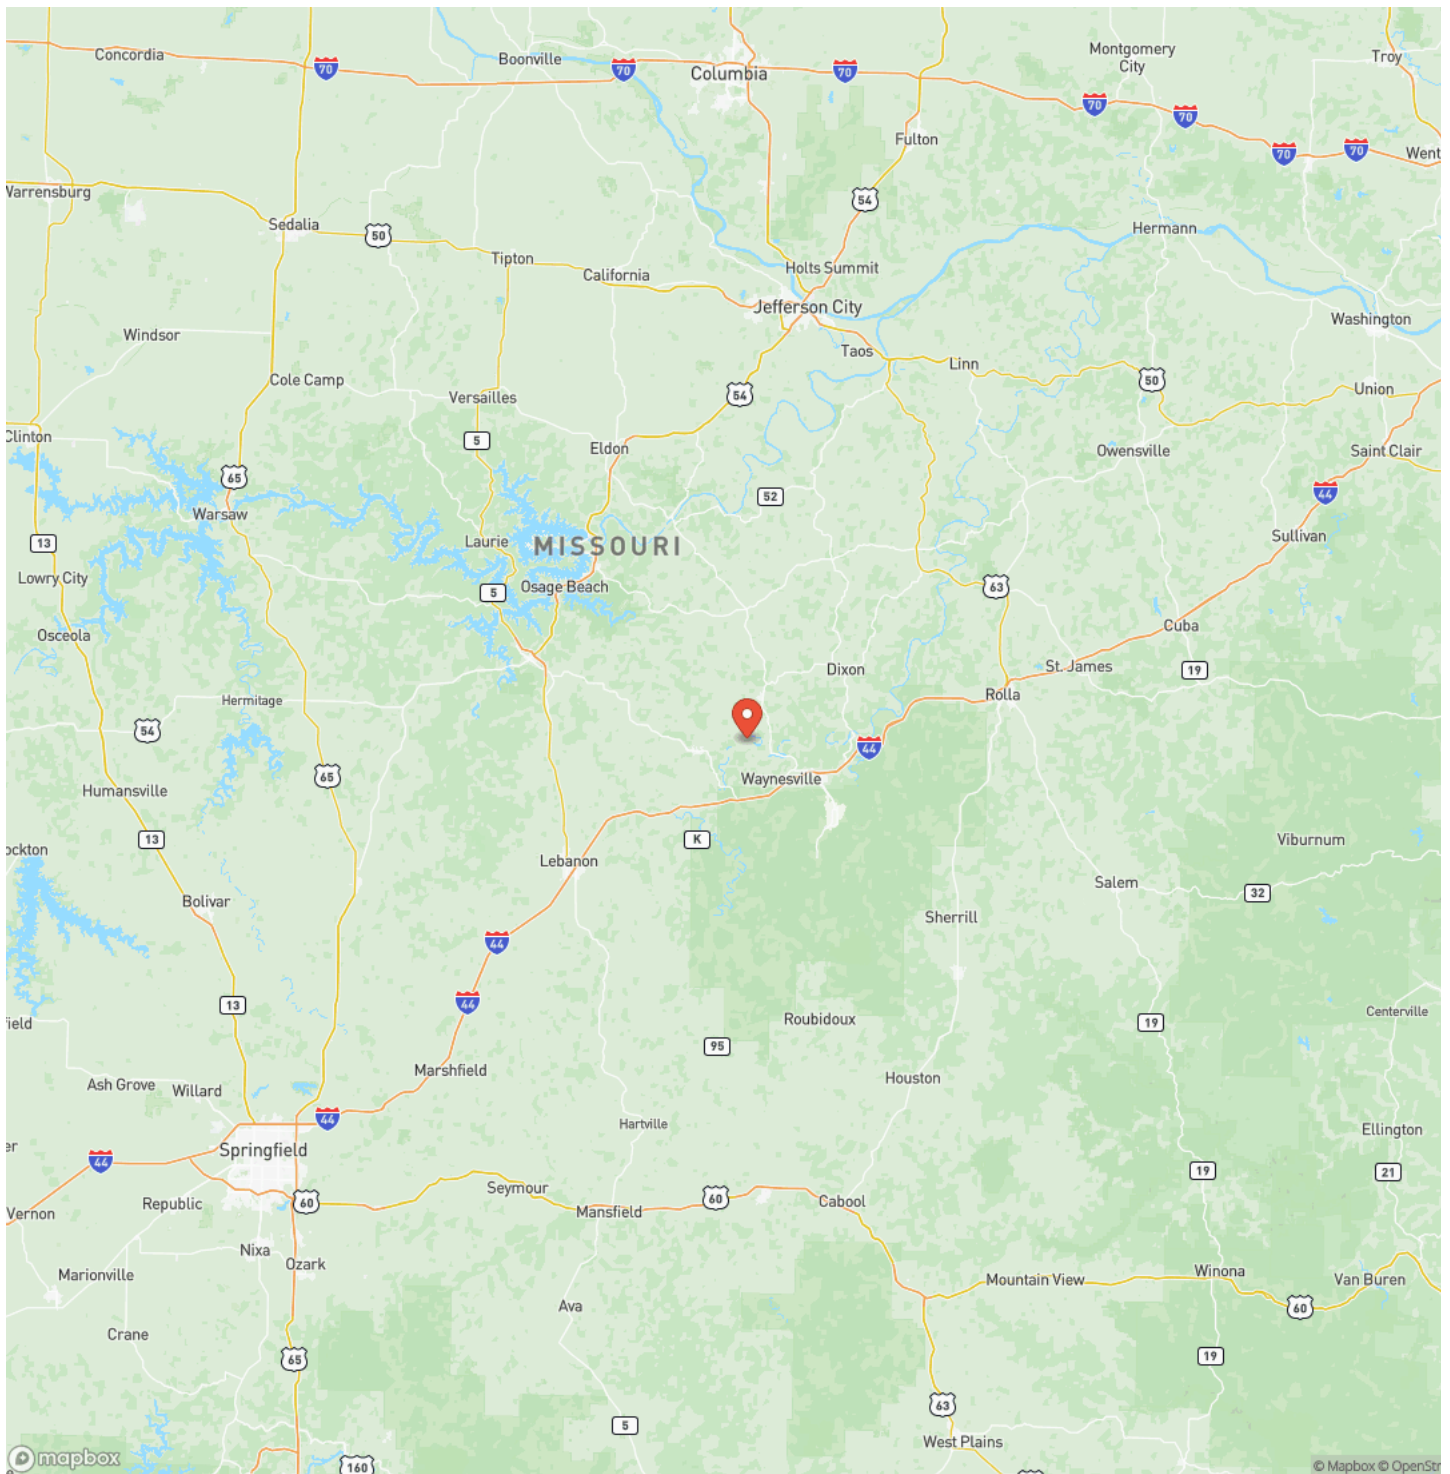 Concordia
Boonville
Columbia
Montgomery
City
Troy
70
70
70
70
70
70
70
Fulton
Went
Warrensburg
54
Sedalia
50
Tipton
California
Holts Summit
Hermann
Jefferson City
Washington
Windsor
Taos
Linn
Cole Camp
Versailles
54
50
Union
Clinton
5
Eldon
Owensville
Saint Clair
65
52
44
Warsaw
13
Laurie
MISSOURI
Sullivan
Lowry City
5
Osage Beach
63
Osceola
Cuba
Dixon
St. James
19
Hermitage
Rolla
54
65
44
Waynesville
Humansville
13
K
Viburnum
ockton
Lebanon
Salem
32
Bolivar
Sherrill
44
44
13
Roubidoux
19
Centerville
ield
95
Marshfield
Houston
Ash Grove
Willard
44
Hartville
Ellington
er
44
Springfield
19
21
Republic
60
Seymour
60
Cabool
Vernon
Mansfield
Nixa
Ozark
Marionville
Mountain View
Winona
Van Buren
60
Ava
Crane
65
19
63
5
West Plains
mapbox
160
© Mapbox © OpenStr